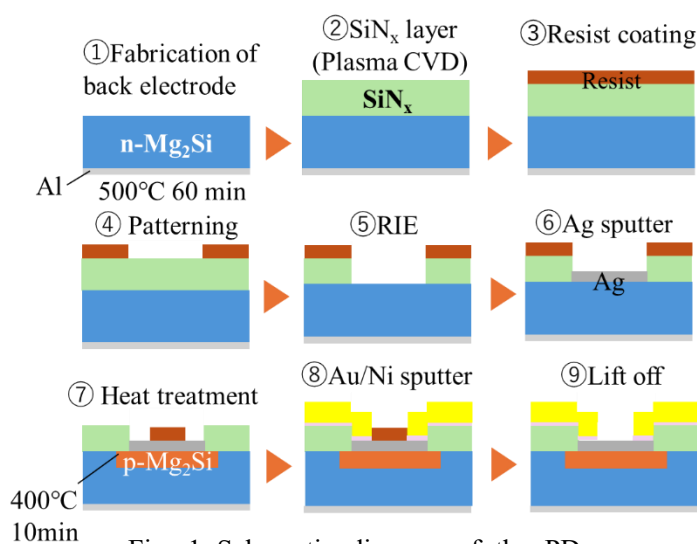 ①Fabrication of
back electrode
②SiNₓ layer
(Plasma CVD)
③Resist coating
n-Mg₂Si
SiNₓ
Resist
Al
500℃ 60 min
④ Patterning
⑤RIE
⑥Ag sputter
Ag
⑦ Heat treatment
⑧Au/Ni sputter
⑨Lift off
p-Mg₂Si
400℃
10min